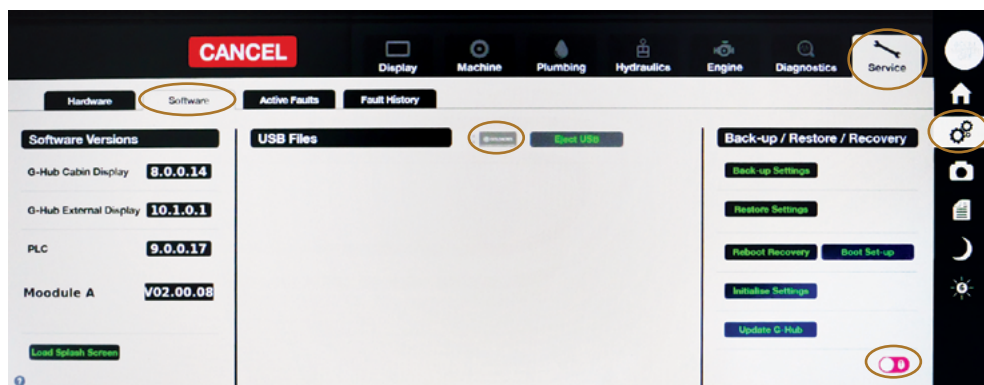 CANCEL
Display
Machine
Plumbing
Hydraulics
Engine
Diagnostics
Service
Hardware
Software
Active Faults
Fault History
Software Versions
USB Files
Eject USB
Back-up / Restore / Recovery
G-Hub Cabin Display 8.0.0.14
Back-up Settings
G-Hub External Display 10.1.0.1
Restore Settings
PLC 9.0.0.17
Reboot Recovery
Boot Set-up
Moodule A V02.00.08
Initialise Settings
Update G-Hub
Load Splash Screen
?